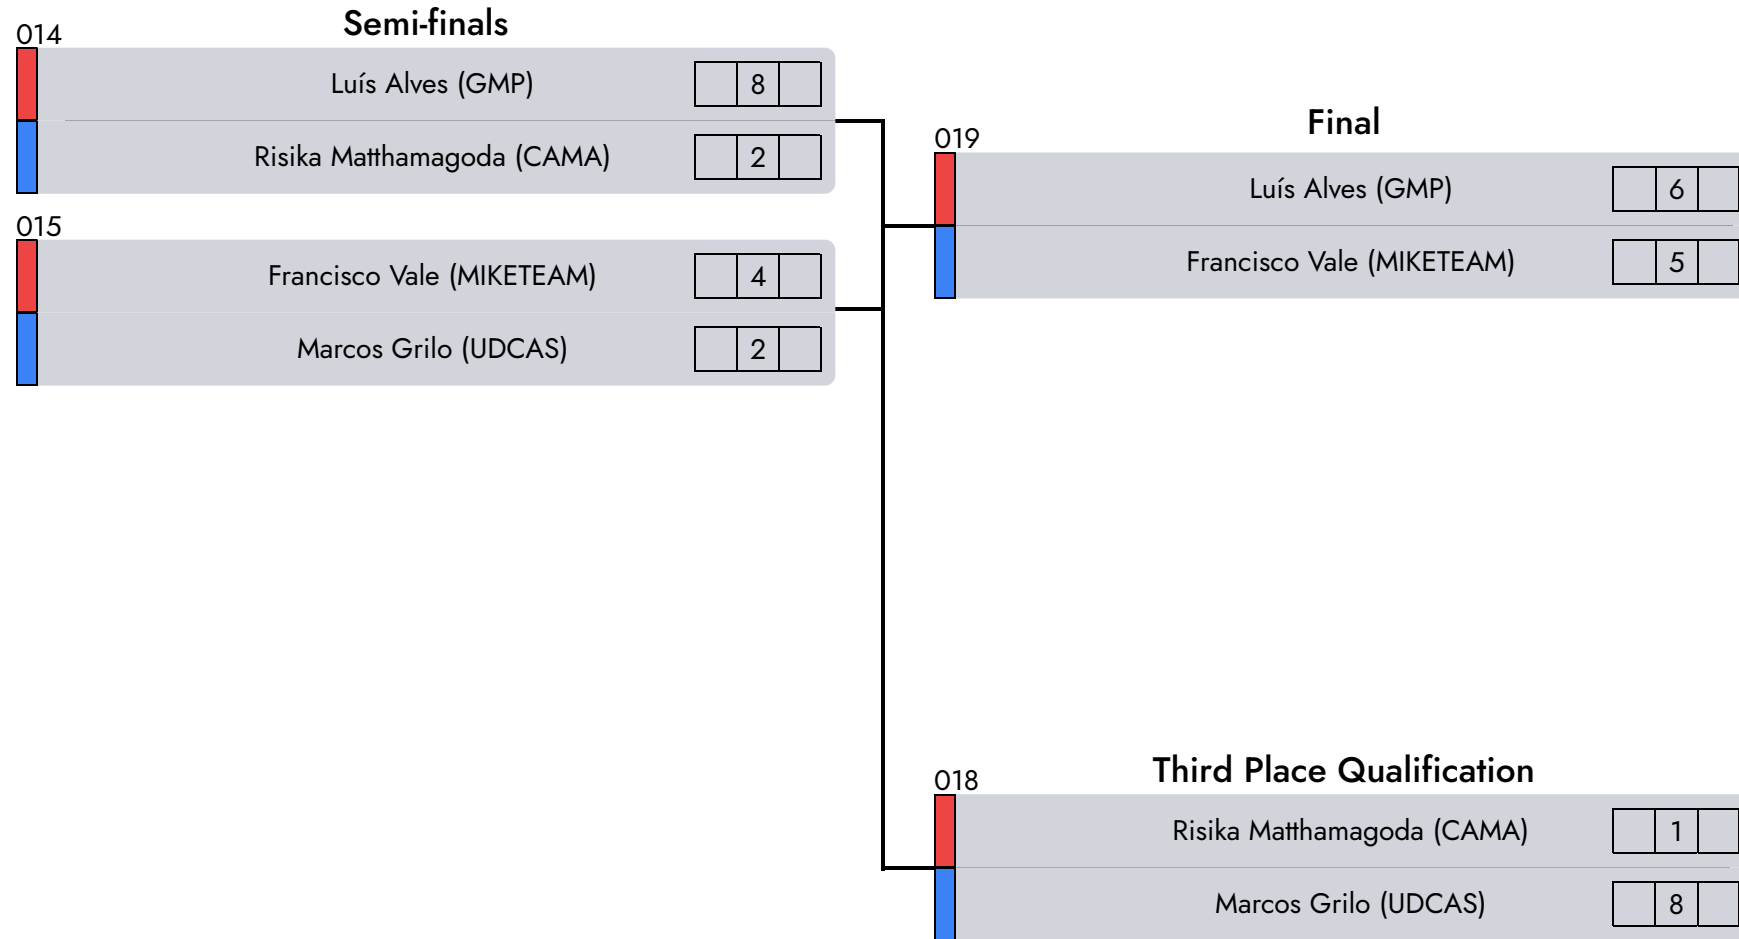 Semi-finals
014
Luís Alves (GMP) 8
Risika Matthamagoda (CAMA) 2
015
Francisco Vale (MIKETEAM) 4
Marcos Grilo (UDCAS) 2
Final
019
Luís Alves (GMP) 6
Francisco Vale (MIKETEAM) 5
Third Place Qualification
018
Risika Matthamagoda (CAMA) 1
Marcos Grilo (UDCAS) 8